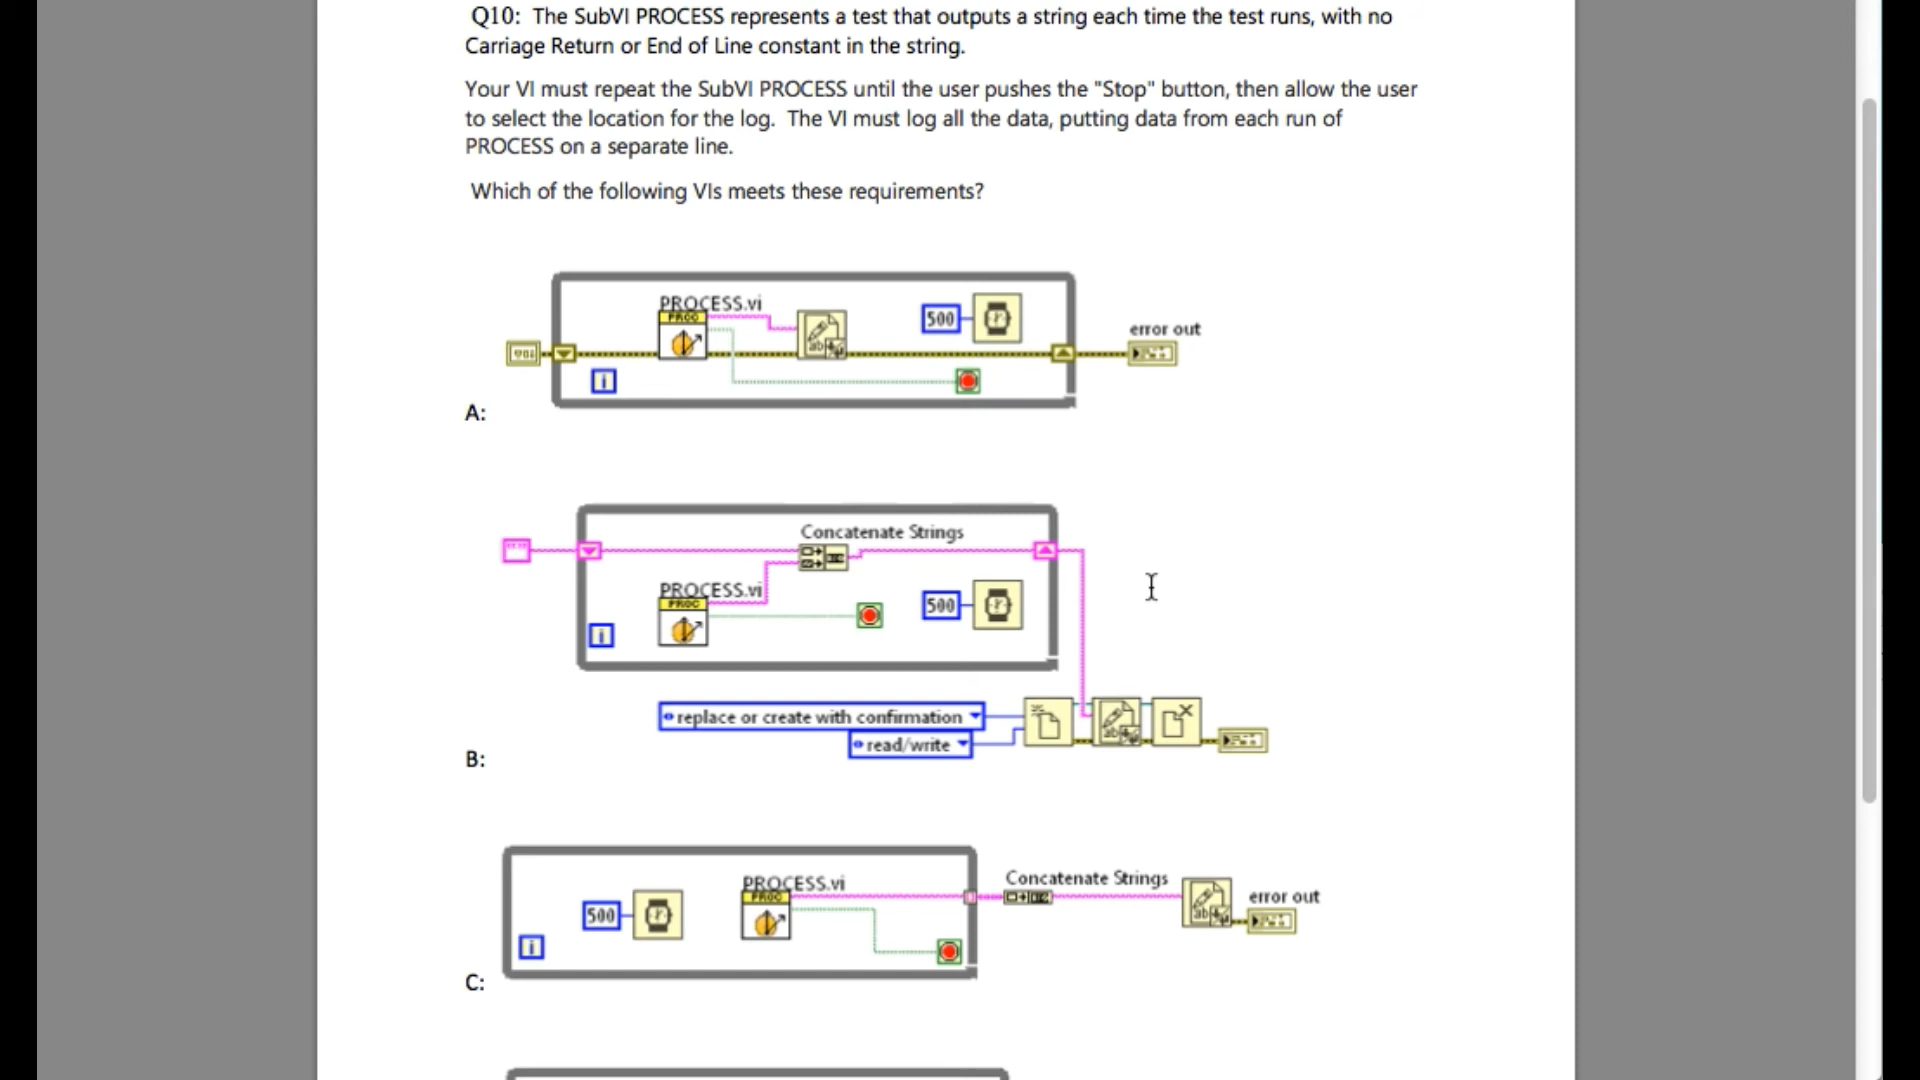 Q10: The SubVI PROCESS represents a test that outputs a string each time the test runs, with no
Carriage Return or End of Line constant in the string.
Your VI must repeat the SubVI PROCESS until the user pushes the "Stop" button, then allow the user
to select the location for the log. The VI must log all the data, putting data from each run of
PROCESS on a separate line.
Which of the following VIs meets these requirements?
PROCESS.vi
PROC
500
error out
i
A:
Concatenate Strings
PROCESS.vi
PROC
500
i
replace or create with confirmation
read/write
B:
PROCESS.vi
PROC
Concatenate Strings
500
error out
i
C: